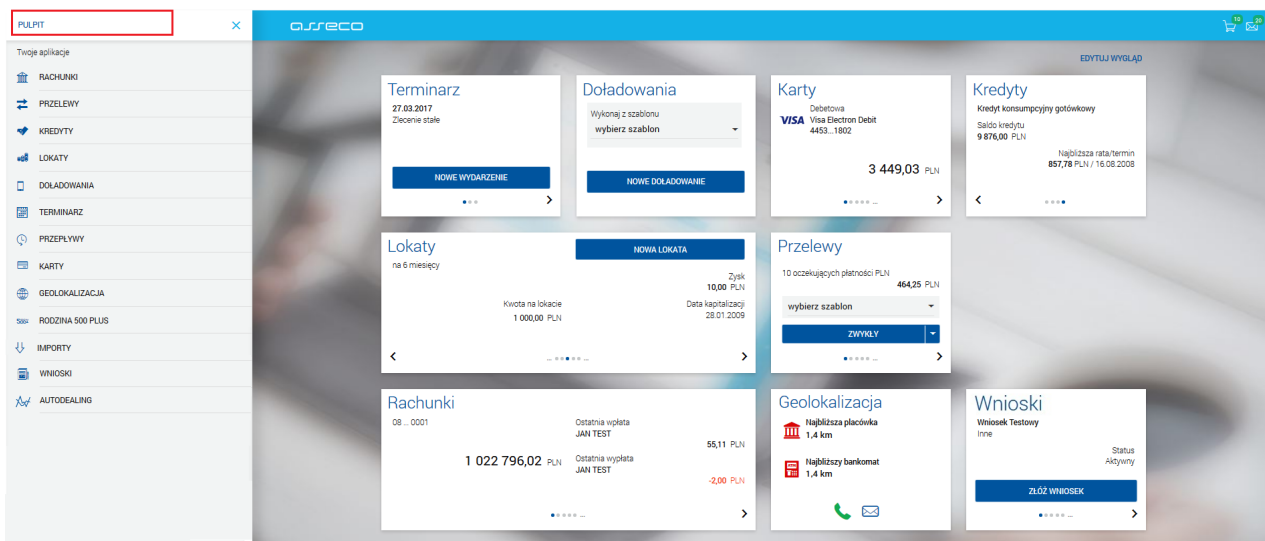 PULPIT
×
asseco
10
20
Twoje aplikacje
RACHUNKI
PRZELEWY
KREDYTY
LOKATY
DOŁADOWANIA
TERMINARZ
PRZEPŁYWY
KARTY
GEOLOKALIZACJA
RODZINA 500 PLUS
IMPORTY
WNIOSKI
AUTODEALING
EDYTUJ WYGLĄD
Terminarz
27.03.2017
Zlecenie stałe
NOWE WYDARZENIE
Doładowania
Wykonaj z szablonu
wybierz szablon
NOWE DOŁADOWANIE
Karty
Debetowa
VISA Visa Electron Debit
4453...1802
3 449,03 PLN
Kredyty
Kredyt konsumpcyjny gotówkowy
Saldo kredytu
9 876,00 PLN
Najbliższa rata/termin
857,78 PLN / 16.08.2008
Lokaty
NOWA LOKATA
na 6 miesięcy
Zysk
10,00 PLN
Kwota na lokacie
1 000,00 PLN
Data kapitalizacji
28.01.2009
Przelewy
10 oczekujących płatności PLN
464,25 PLN
wybierz szablon
ZWYKŁY
Rachunki
08 ... 0001
1 022 796,02 PLN
Ostatnia wpłata
JAN TEST
55,11 PLN
Ostatnia wypłata
JAN TEST
-2,00 PLN
Geolokalizacja
Najbliższa placówka
1,4 km
Najbliższy bankomat
1,4 km
Wnioski
Wniosek Testowy
Inne
Status
Aktywny
ZŁÓŻ WNIOSEK